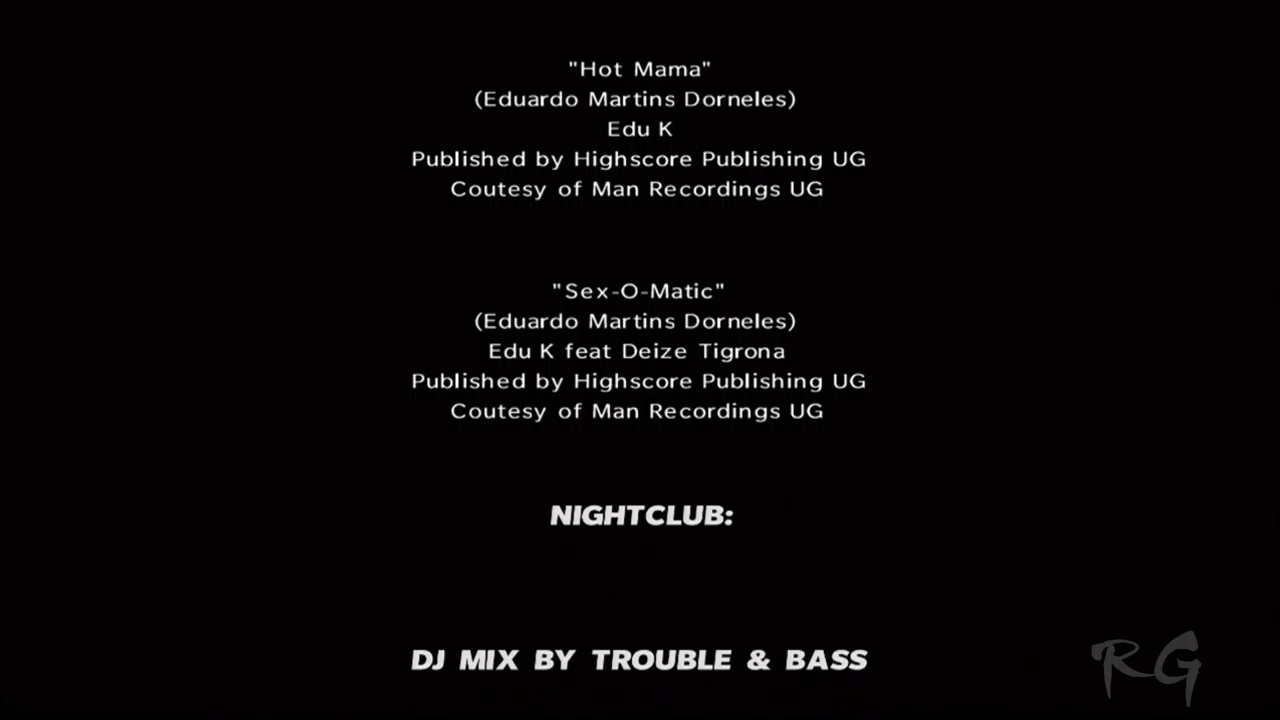 "Hot Mama"
(Eduardo Martins Dorneles)
Edu K
Published by Highscore Publishing UG
Coutesy of Man Recordings UG
"Sex-O-Matic"
(Eduardo Martins Dorneles)
Edu K feat Deize Tigrona
Published by Highscore Publishing UG
Coutesy of Man Recordings UG
NIGHTCLUB:
DJ MIX BY TROUBLE & BASS
RG